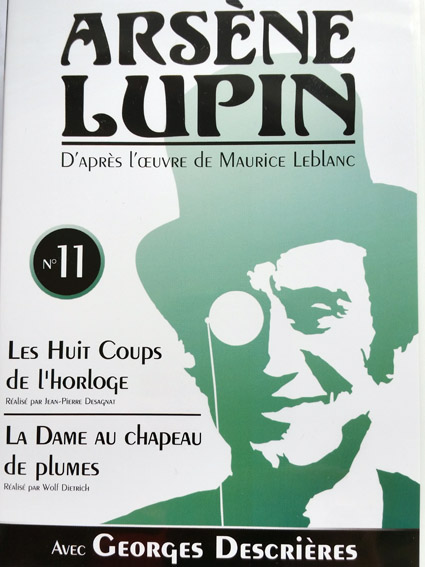 ARSÈNE
LUPIN
D'après l'œuvre de Maurice Leblanc
N° 11
Les Huit Coups
de l'Horloge
Réalisé par Jean-Pierre Desagnat
La Dame au chapeau
de plumes
Réalisé par Wolf Dietrich
Avec Georges Descrières